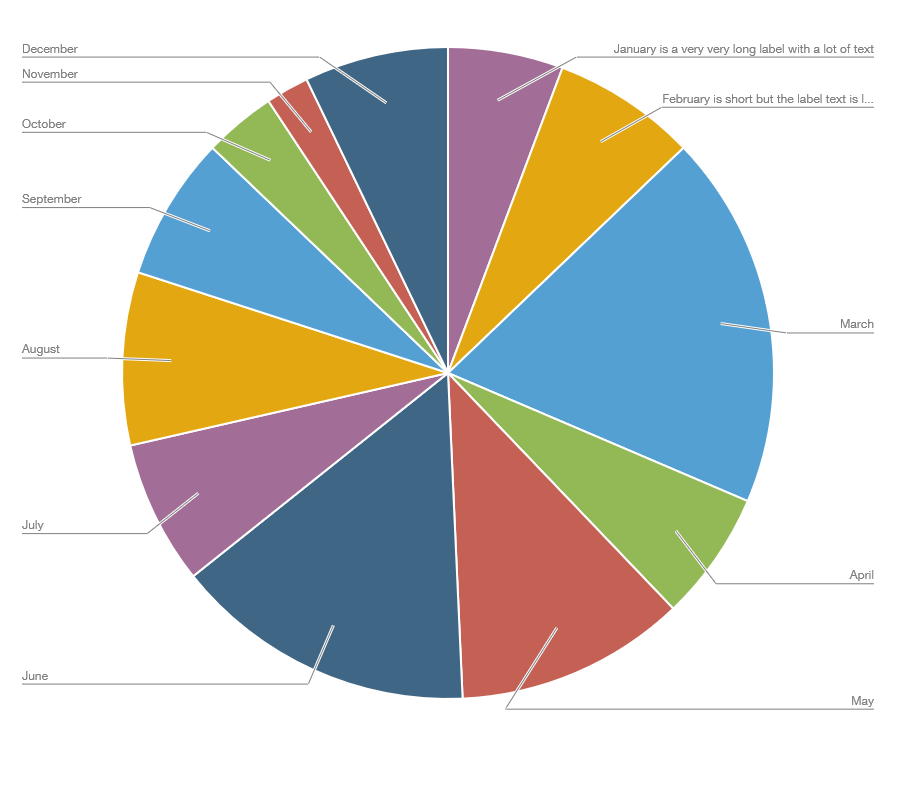 December
January is a very very long label with a lot of text
November
February is short but the label text is l...
October
September
March
August
July
April
June
May